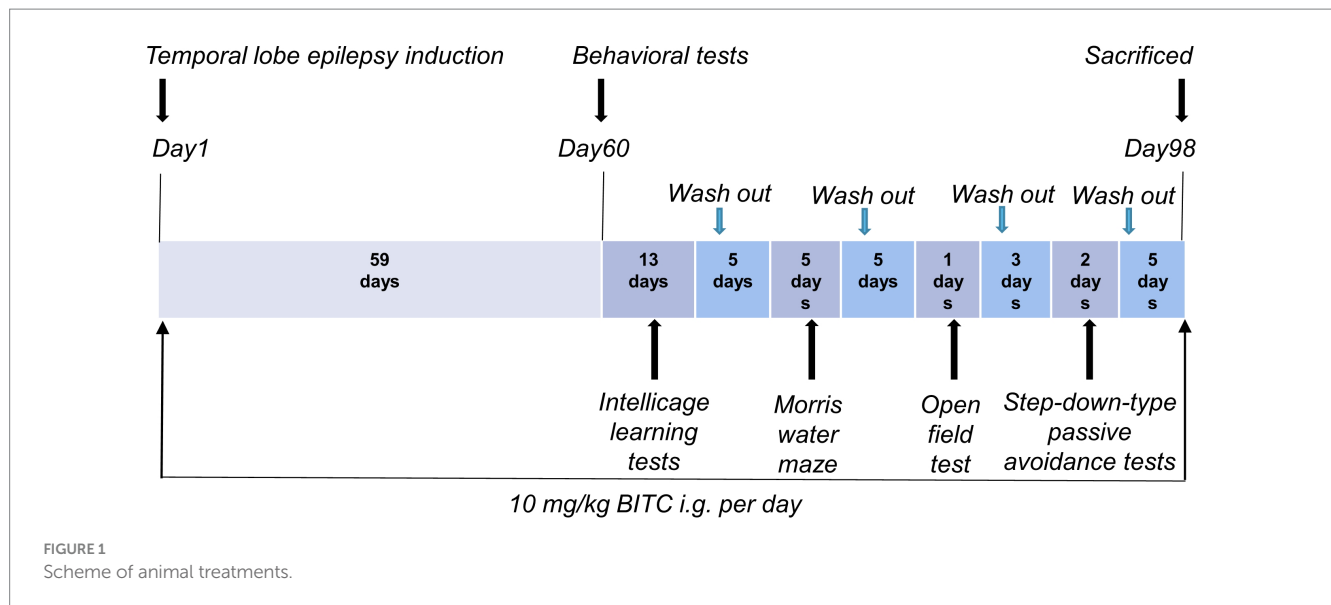 Temporal lobe epilepsy induction
Behavioral tests
Sacrificed
Day1
Day60
Day98
Wash out
Wash out
Wash out
Wash out
59
days
13
days
5
days
5
day
s
5
days
1
day
s
3
day
s
2
day
s
5
day
s
Intellicage
learning
tests
Morris
water
maze
Open
field
test
Step-down-type
passive
avoidance tests
10 mg/kg BITC i.g. per day
FIGURE 1
Scheme of animal treatments.